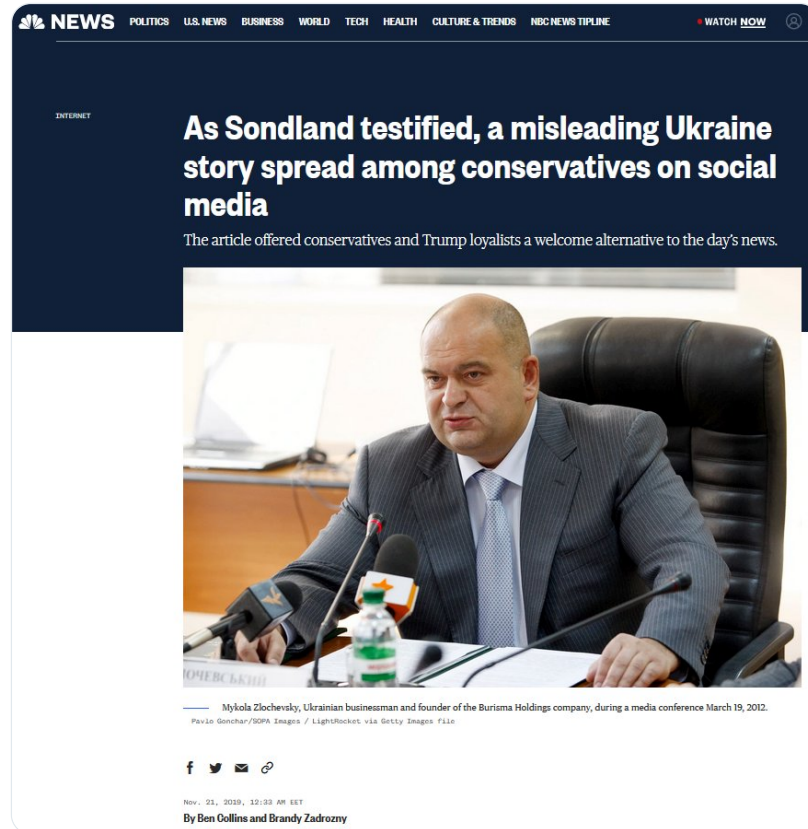 NEWS POLITICS U.S. NEWS BUSINESS WORLD TECH HEALTH CULTURE & TRENDS NBC NEWS TIPLINE WATCH NOW
INTERNET
As Sondland testified, a misleading Ukraine
story spread among conservatives on social
media
The article offered conservatives and Trump loyalists a welcome alternative to the day's news.
ОЧЕВСЬКИЙ
Mykola Zlochevsky, Ukrainian businessman and founder of the Burisma Holdings company, during a media conference March 19, 2012.
Pavlo Gonchar/SOPA Images / LightRocket via Getty Images file
Nov. 21, 2019, 12:33 AM EET
By Ben Collins and Brandy Zadrozny